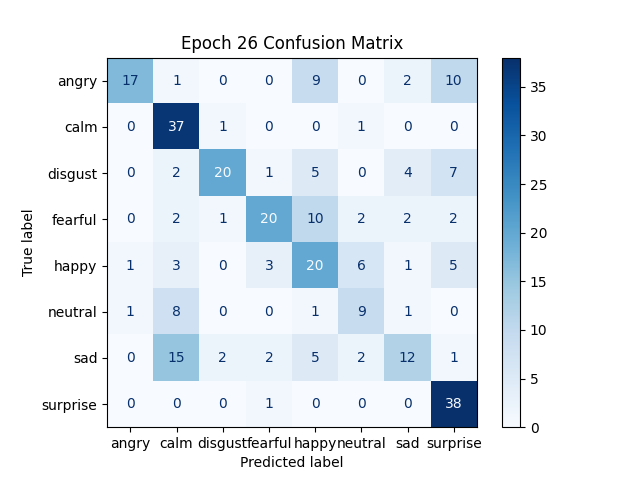 Epoch 26 Confusion Matrix
True label
angry 17 1 0 0 9 0 2 10
calm 0 37 1 0 0 1 0 0
disgust 0 2 20 1 5 0 4 7
fearful 0 2 1 20 10 2 2 2
happy 1 3 0 3 20 6 1 5
neutral 1 8 0 0 1 9 1 0
sad 0 15 2 2 5 2 12 1
surprise 0 0 0 1 0 0 0 38
angry calm disgust fearful happy neutral sad surprise
Predicted label
35
30
25
20
15
10
5
0